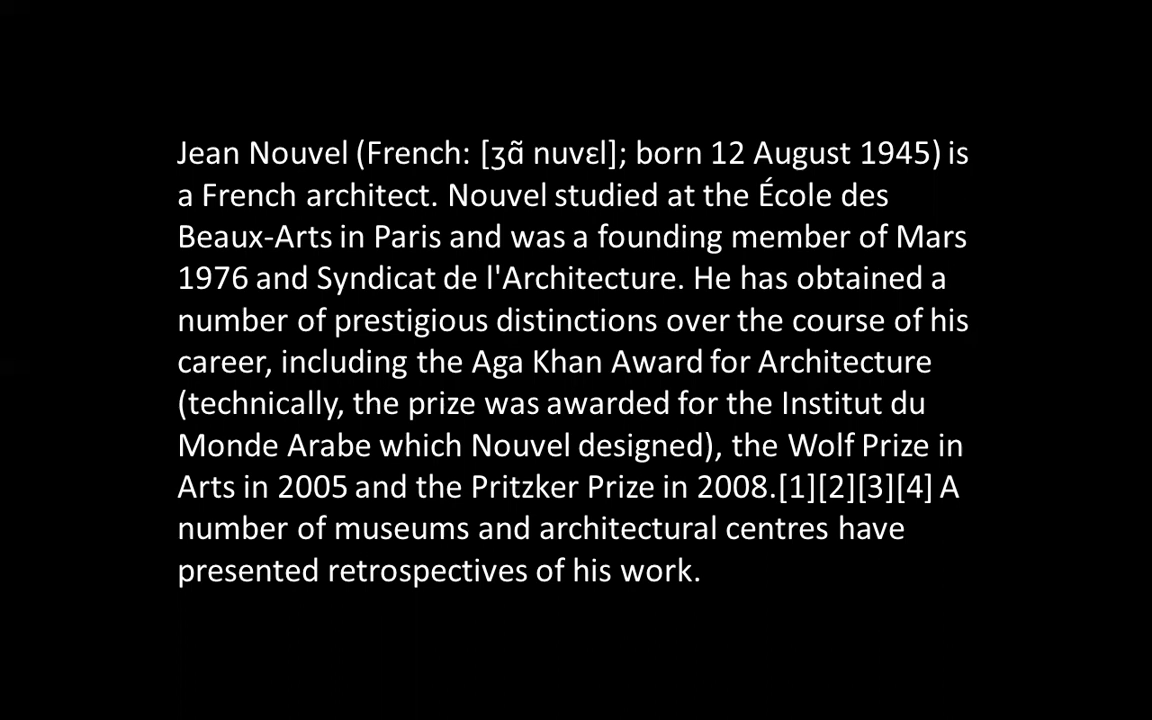 Jean Nouvel (French: [ʒɑ̃ nuvɛl]; born 12 August 1945) is
a French architect. Nouvel studied at the École des
Beaux-Arts in Paris and was a founding member of Mars
1976 and Syndicat de l'Architecture. He has obtained a
number of prestigious distinctions over the course of his
career, including the Aga Khan Award for Architecture
(technically, the prize was awarded for the Institut du
Monde Arabe which Nouvel designed), the Wolf Prize in
Arts in 2005 and the Pritzker Prize in 2008.[1][2][3][4] A
number of museums and architectural centres have
presented retrospectives of his work.